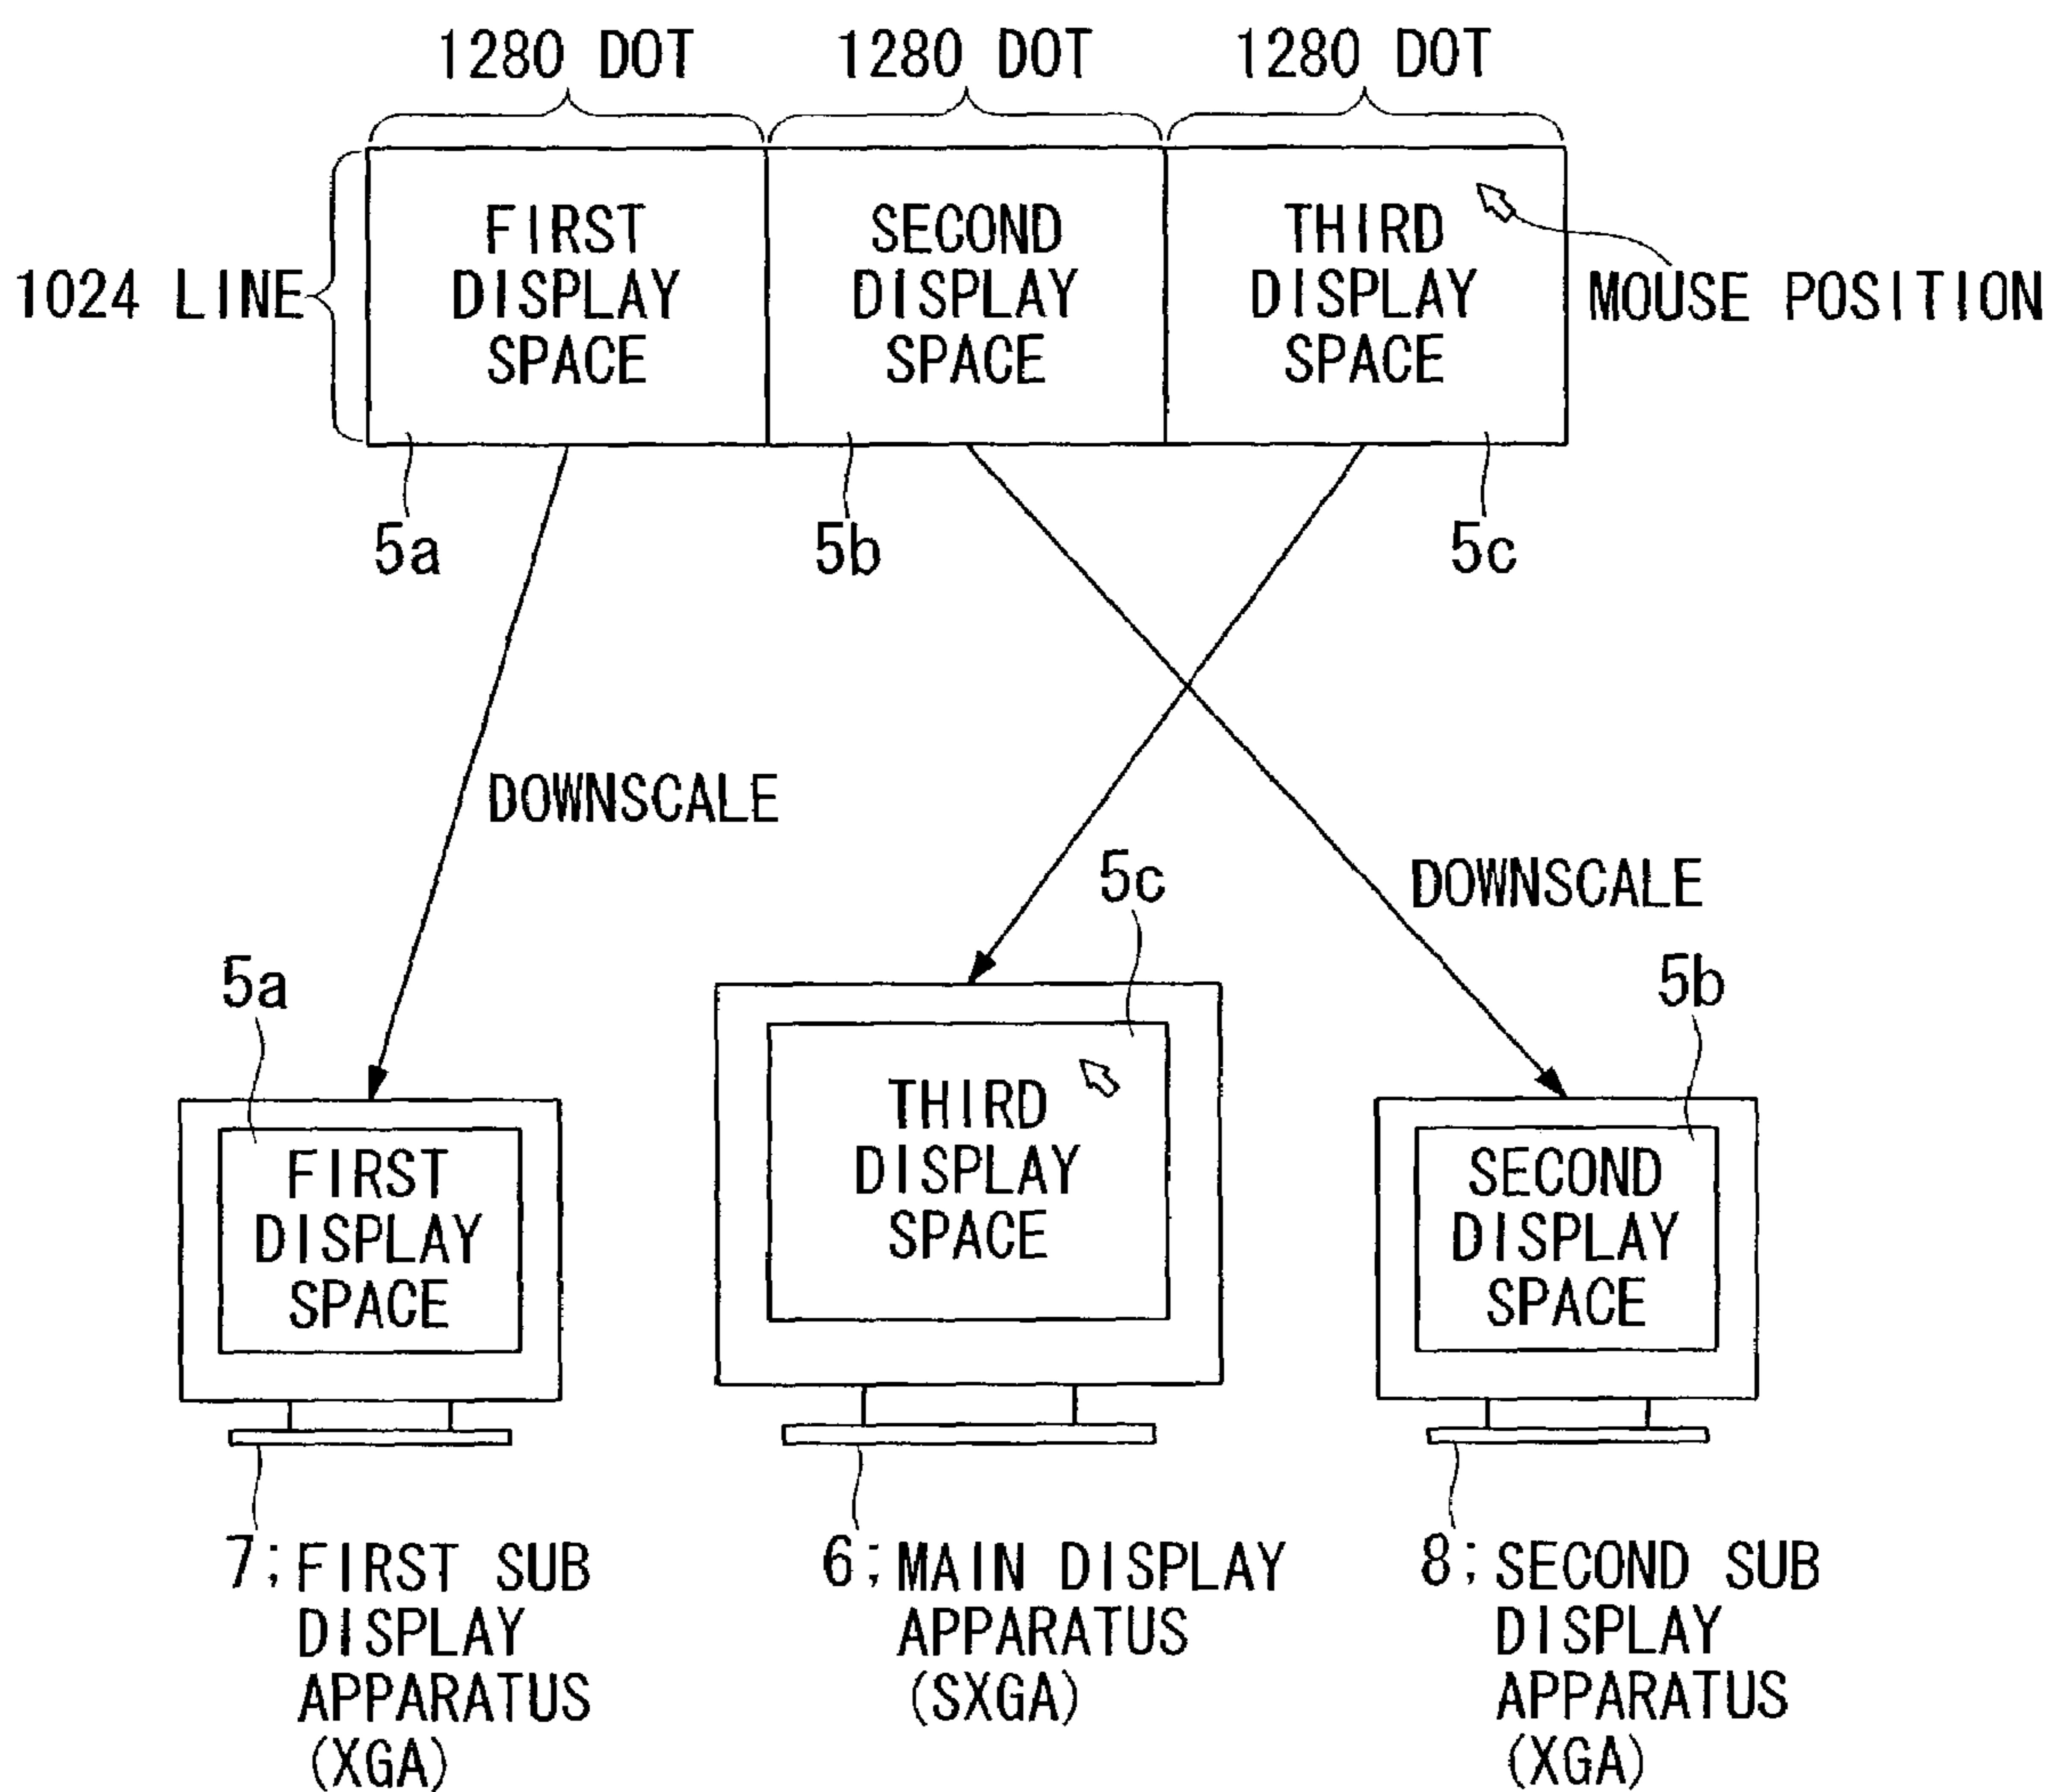 1280 DOT 1280 DOT 1280 DOT
1024 LINE
FIRST
DISPLAY
SPACE
SECOND
DISPLAY
SPACE
THIRD
DISPLAY
SPACE
MOUSE POSITION
5a
5b
5c
DOWNSCALE
DOWNSCALE
5a
5c
5b
FIRST
DISPLAY
SPACE
THIRD
DISPLAY
SPACE
SECOND
DISPLAY
SPACE
7; FIRST SUB
DISPLAY
APPARATUS
(XGA)
6; MAIN DISPLAY
APPARATUS
(SXGA)
8; SECOND SUB
DISPLAY
APPARATUS
(XGA)